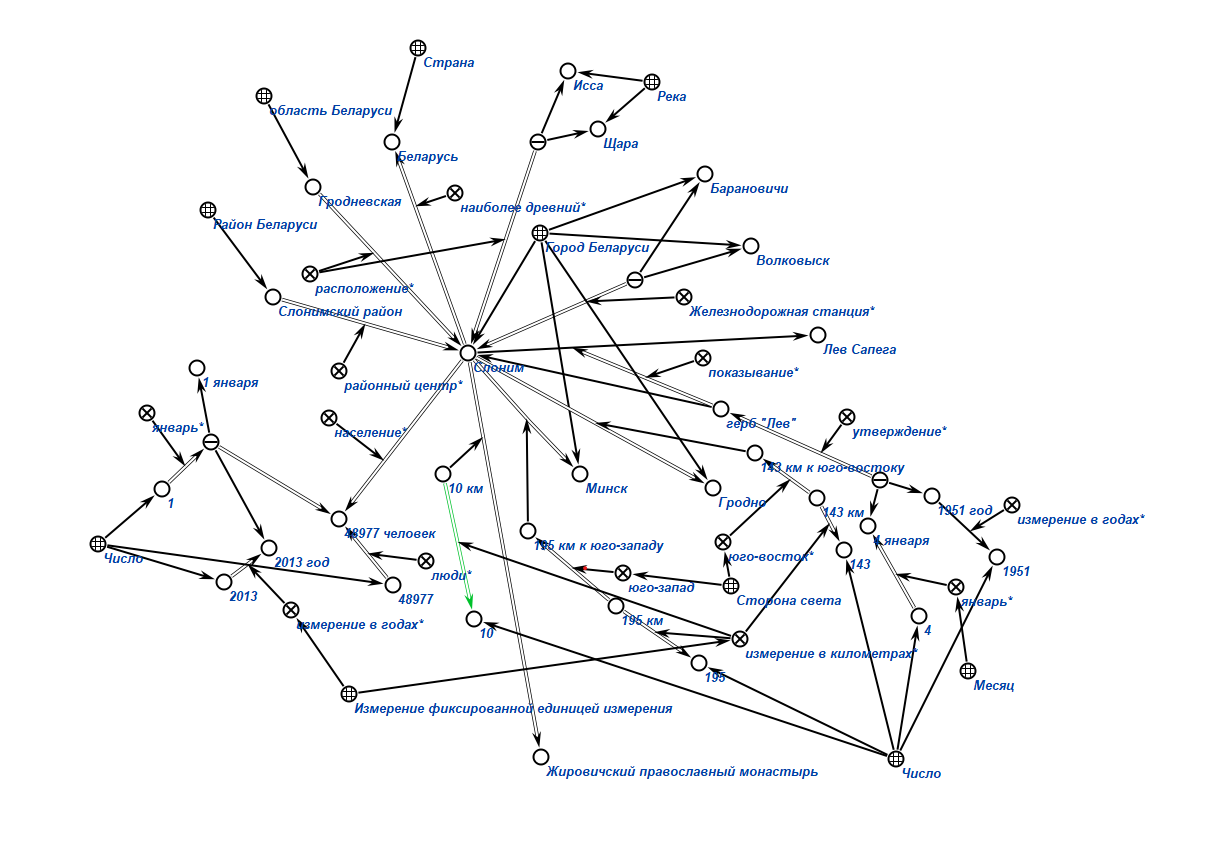 Страна
Исса
Река
область Беларуси
Щара
Беларусь
Барановичи
Гродневская
наиболее древний*
Район Беларуси
Город Беларуси
Волковыск
расположение*
Слонимский район
Железнодорожная станция*
Лев Сапега
Слоним
показывание*
1 января
районный центр*
январь*
население*
герб "Лев"
утверждение*
143 км к юго-востоку
10 км
Минск
Гродно
1
143 км
1951 год
измерение в годах*
48977 человек
195 км к юго-западу
4 января
Число
2013 год
юго-восток*
143
1951
люди*
юго-запад
2013
48977
Сторона света
январь*
измерение в годах*
195 км
10
4
измерение в километрах*
195
Месяц
Измерение фиксированной единицей измерения
Жировичский православный монастырь
Число